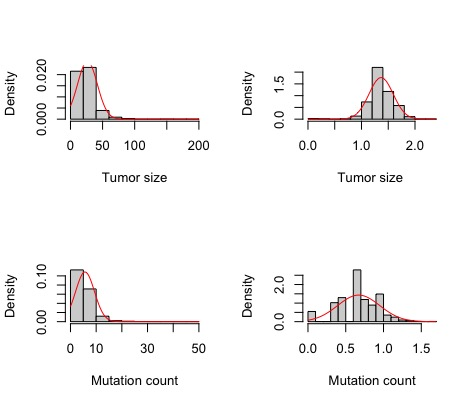 Density
0.000 0.020
0 50 100 200
Tumor size
Density
0.0 1.5
0.0 1.0 2.0
Tumor size
Density
0.00 0.10
0 10 30 50
Mutation count
Density
0.0 2.0
0.0 0.5 1.0 1.5
Mutation count